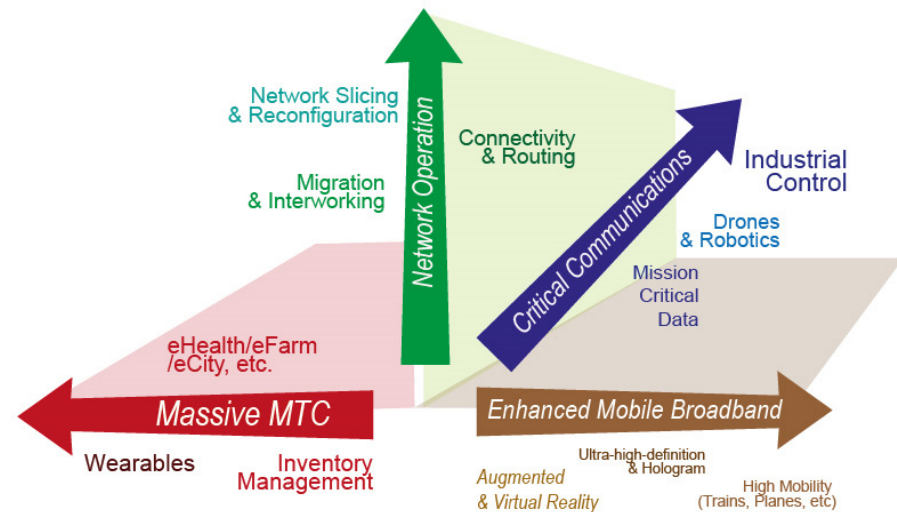 Network Slicing
& Reconfiguration
Migration
& Interworking
Network Operation
Connectivity
& Routing
Critical Communications
Industrial
Control
Drones
& Robotics
Mission
Critical
Data
eHealth/eFarm
/eCity, etc.
Massive MTC
Wearables
Inventory
Management
Enhanced Mobile Broadband
Ultra-high-definition
& Hologram
Augmented
& Virtual Reality
High Mobility
(Trains, Planes, etc)